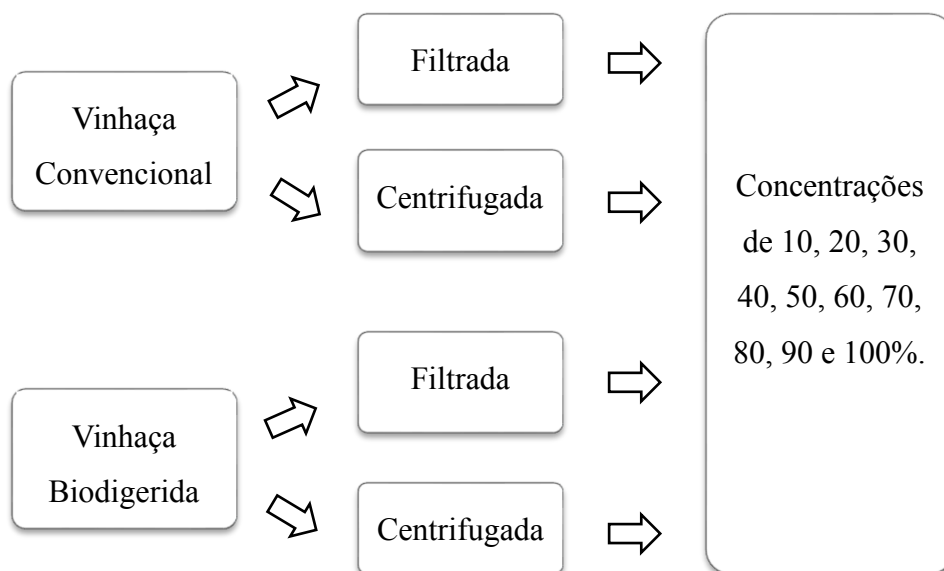 Vinhaça
Convencional
Filtrada
Centrifugada
Vinhaça
Biodigerida
Filtrada
Centrifugada
Concentrações
de 10, 20, 30,
40, 50, 60, 70,
80, 90 e 100%.